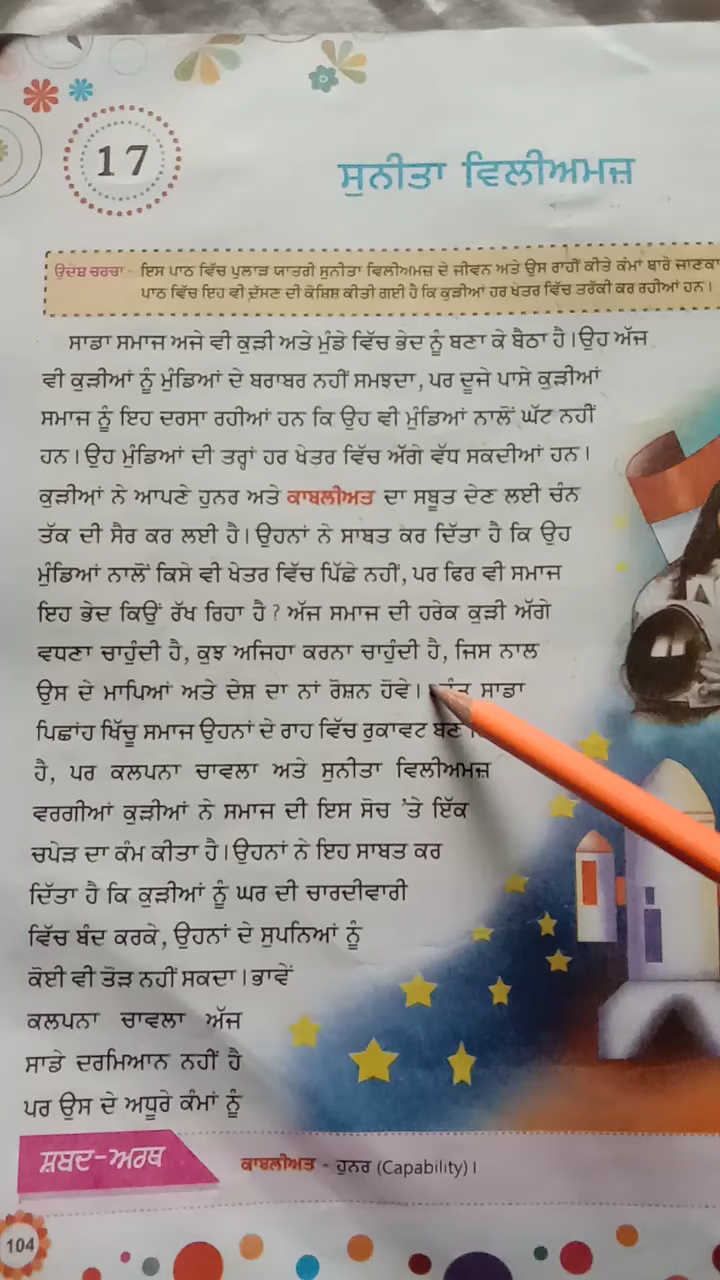 17
ਸੁਨੀਤਾ ਵਿਲੀਅਮਜ਼
ਉਦੇਸ਼ ਚਰਚਾ - ਇਸ ਪਾਠ ਵਿੱਚ ਪੁਲਾੜ ਯਾਤਰੀ ਸੁਨੀਤਾ ਵਿਲੀਅਮਜ਼ ਦੇ ਜੀਵਨ ਅਤੇ ਉਸ ਰਾਹੀਂ ਕੀਤੇ ਕੰਮਾਂ ਬਾਰੇ
ਪਾਠ ਵਿੱਚ ਇਹ ਵੀ ਦੱਸਣ ਦੀ ਕੋਸ਼ਿਸ਼ ਕੀਤੀ ਗਈ ਹੈ ਕਿ ਕੁੜੀਆਂ ਹਰ ਖੇਤਰ ਵਿੱਚ ਤਰੱਕੀ ਕਰ ਰਹੀਆਂ ਹਨ।
ਸਾਡਾ ਸਮਾਜ ਅਜੇ ਵੀ ਕੁੜੀ ਅਤੇ ਮੁੰਡੇ ਵਿੱਚ ਭੇਦ ਨੂੰ ਬਣਾ ਕੇ ਬੈਠਾ ਹੈ। ਉਹ ਅੱਜ
ਵੀ ਕੁੜੀਆਂ ਨੂੰ ਮੁੰਡਿਆਂ ਦੇ ਬਰਾਬਰ ਨਹੀਂ ਸਮਝਦਾ, ਪਰ ਦੂਜੇ ਪਾਸੇ ਕੁੜੀਆਂ
ਸਮਾਜ ਨੂੰ ਇਹ ਦਰਸਾ ਰਹੀਆਂ ਹਨ ਕਿ ਉਹ ਵੀ ਮੁੰਡਿਆਂ ਨਾਲੋਂ ਘੱਟ ਨਹੀਂ
ਹਨ। ਉਹ ਮੁੰਡਿਆਂ ਦੀ ਤਰ੍ਹਾਂ ਹਰ ਖੇਤਰ ਵਿੱਚ ਅੱਗੇ ਵੱਧ ਸਕਦੀਆਂ ਹਨ।
ਕੁੜੀਆਂ ਨੇ ਆਪਣੇ ਹੁਨਰ ਅਤੇ ਕਾਬਲੀਅਤ ਦਾ ਸਬੂਤ ਦੇਣ ਲਈ ਚੰਨ
ਤੱਕ ਦੀ ਸੈਰ ਕਰ ਲਈ ਹੈ। ਉਹਨਾਂ ਨੇ ਸਾਬਤ ਕਰ ਦਿੱਤਾ ਹੈ ਕਿ ਉਹ
ਮੁੰਡਿਆਂ ਨਾਲੋਂ ਕਿਸੇ ਵੀ ਖੇਤਰ ਵਿੱਚ ਪਿੱਛੇ ਨਹੀਂ, ਪਰ ਫਿਰ ਵੀ ਸਮਾਜ
ਇਹ ਭੇਦ ਕਿਉਂ ਰੱਖ ਰਿਹਾ ਹੈ? ਅੱਜ ਸਮਾਜ ਦੀ ਹਰੇਕ ਕੁੜੀ ਅੱਗੇ
ਵਧਣਾ ਚਾਹੁੰਦੀ ਹੈ, ਕੁਝ ਅਜਿਹਾ ਕਰਨਾ ਚਾਹੁੰਦੀ ਹੈ, ਜਿਸ ਨਾਲ
ਉਸ ਦੇ ਮਾਪਿਆਂ ਅਤੇ ਦੇਸ਼ ਦਾ ਨਾਂ ਰੋਸ਼ਨ ਹੋਵੇ। ਸਾਡਾ
ਪਿਛਾਂਹ ਖਿੱਚੂ ਸਮਾਜ ਉਹਨਾਂ ਦੇ ਰਾਹ ਵਿੱਚ ਰੁਕਾਵਟ ਬਣ
ਹੈ, ਪਰ ਕਲਪਨਾ ਚਾਵਲਾ ਅਤੇ ਸੁਨੀਤਾ ਵਿਲੀਅਮਜ਼
ਵਰਗੀਆਂ ਕੁੜੀਆਂ ਨੇ ਸਮਾਜ ਦੀ ਇਸ ਸੋਚ 'ਤੇ ਇੱਕ
ਚਪੇੜ ਦਾ ਕੰਮ ਕੀਤਾ ਹੈ। ਉਹਨਾਂ ਨੇ ਇਹ ਸਾਬਤ ਕਰ
ਦਿੱਤਾ ਹੈ ਕਿ ਕੁੜੀਆਂ ਨੂੰ ਘਰ ਦੀ ਚਾਰਦੀਵਾਰੀ
ਵਿੱਚ ਬੰਦ ਕਰਕੇ, ਉਹਨਾਂ ਦੇ ਸੁਪਨਿਆਂ ਨੂੰ
ਕੋਈ ਵੀ ਤੋੜ ਨਹੀਂ ਸਕਦਾ। ਭਾਵੇਂ
ਕਲਪਨਾ ਚਾਵਲਾ ਅੱਜ
ਸਾਡੇ ਦਰਮਿਆਨ ਨਹੀਂ ਹੈ
ਪਰ ਉਸ ਦੇ ਅਧੂਰੇ ਕੰਮਾਂ ਨੂੰ
ਸ਼ਬਦ-ਅਰਥ
ਕਾਬਲੀਅਤ - ਹੁਨਰ (Capability)।
104